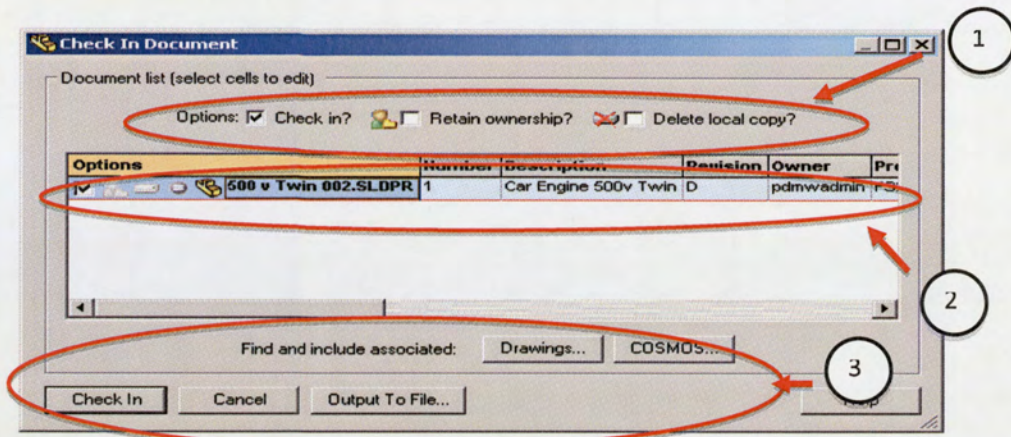 Check In Document
1
Document list (select cells to edit)
Options: Check in? Retain ownership? Delete local copy?
Options Number Description Revision Owner
500 v Twin 002.SLDPR 1 Car Engine 500v Twin D pdmwadmin
2
Find and include associated: Drawings... COSMOS...
3
Check In Cancel Output To File...